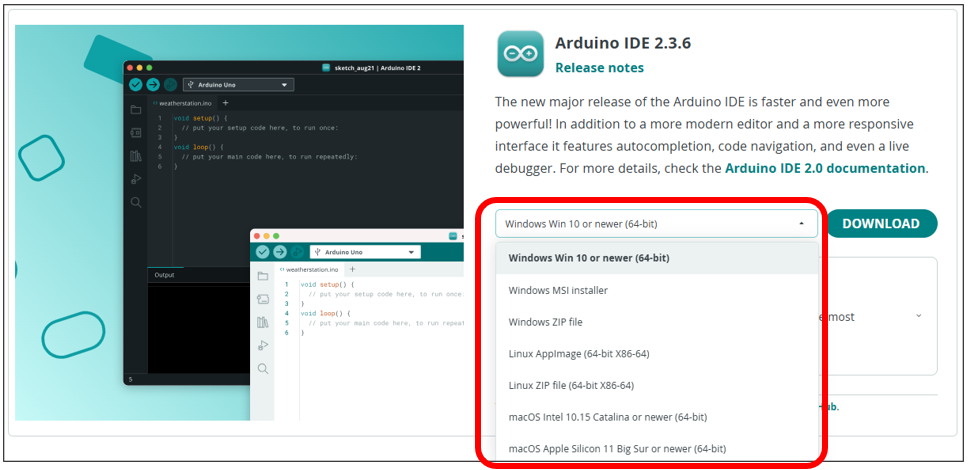 sketch_aug21 | Arduino IDE 2
Arduino Uno
weatherstation.ino
1 void setup() {
2 // put your setup code here, to run once:
3 }
4 void loop() {
5 // put your main code here, to run repeatedly:
6 }
Output
5
Arduino Uno
weatherstation.ino
1 void setup() {
2 // put your setup code here, to run once
3 }
4 void loop() {
5 // put your main code here, to run repeat
6 }
Arduino IDE 2.3.6
Release notes
The new major release of the Arduino IDE is faster and even more
powerful! In addition to a more modern editor and a more responsive
interface it features autocompletion, code navigation, and even a live
debugger. For more details, check the Arduino IDE 2.0 documentation.
Windows Win 10 or newer (64-bit)
DOWNLOAD
Windows Win 10 or newer (64-bit)
Windows MSI installer
Windows ZIP file
most
Linux AppImage (64-bit X86-64)
Linux ZIP file (64-bit X86-64)
macOS Intel 10.15 Catalina or newer (64-bit)
macOS Apple Silicon 11 Big Sur or newer (64-bit)